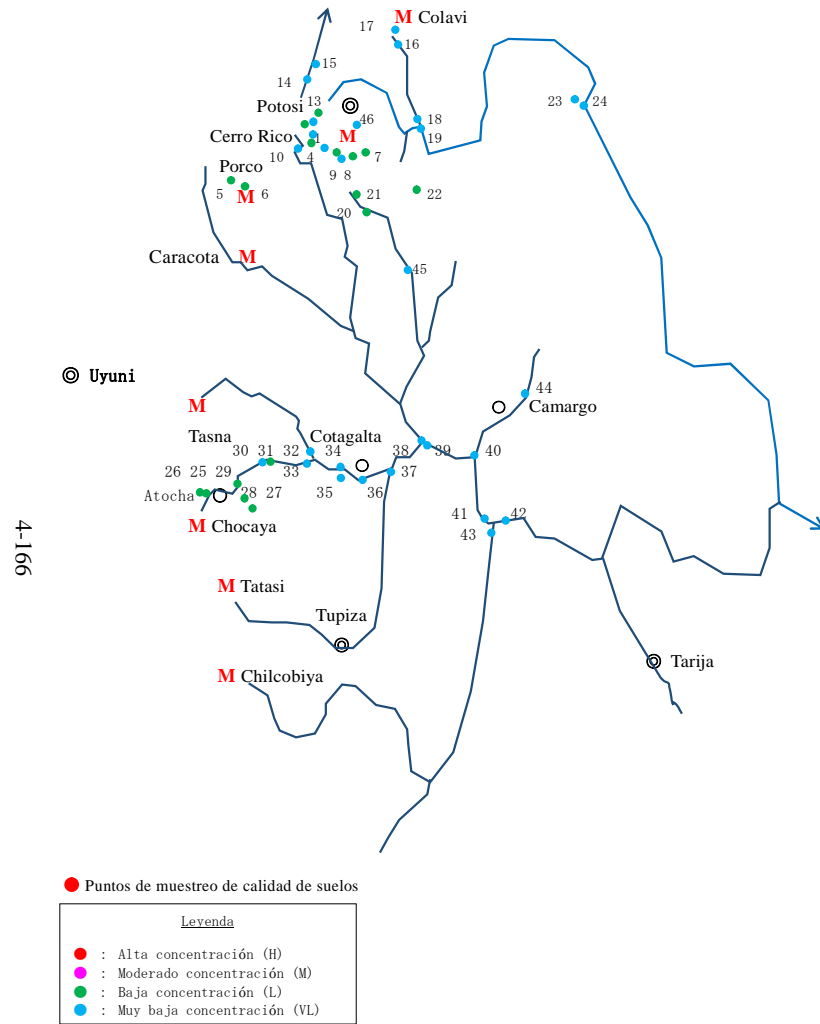 17 M Colavi
16
15
14
Potosi 13
46
18
23 24
Cerro Rico 1 M
19
10 4 7
Porco 9 8
5 M 6
21
22
20
Caracota M
45
Uyuni
44
M
Camargo
Tasna Cotagalta
30 31 32 34 38 39 40
26 25 29 33 37
28 27 35 36
Atocha
41 42
M Chocaya
43
4-166
M Tatasi
Tupiza
Tarija
M Chilcobiya
Puntos de muestreo de calidad de suelos
Leyenda
: Alta concentración (H)
: Moderado concentración (M)
: Baja concentración (L)
: Muy baja concentración (VL)